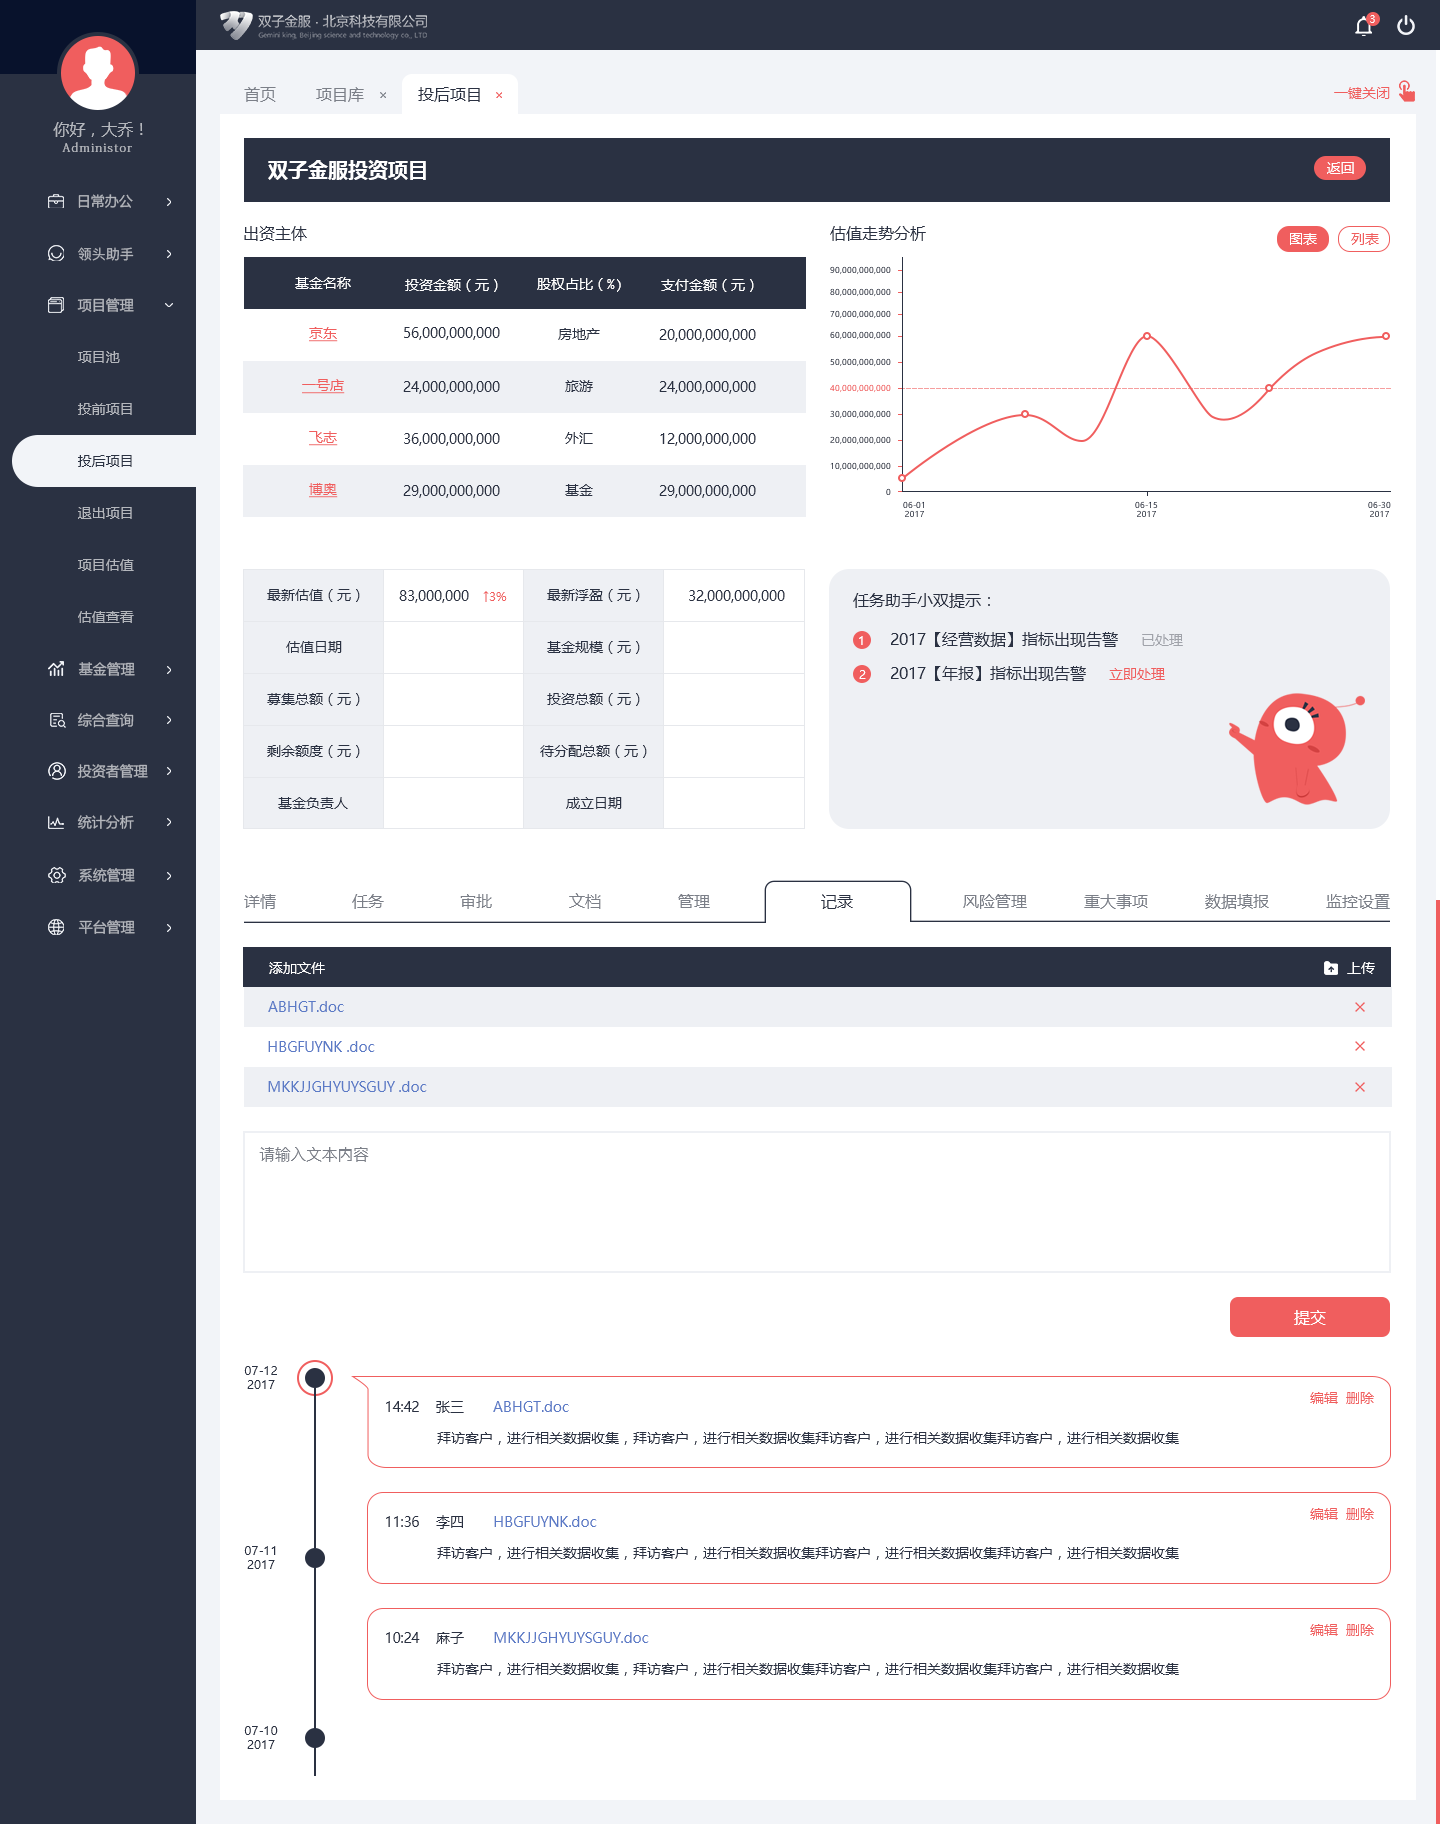 双子金服 · 北京科技有限公司
Gemini king, Beijing science and technology co., LTD
3
你好，大乔！
Administor
日常办公
领头助手
项目管理
项目池
投前项目
投后项目
退出项目
项目估值
估值查看
基金管理
综合查询
投资者管理
统计分析
系统管理
平台管理
首页 项目库 × 投后项目 ×
一键关闭
双子金服投资项目
返回
出资主体
基金名称 投资金额（元） 股权占比（%） 支付金额（元）
京东 56,000,000,000 房地产 20,000,000,000
一号店 24,000,000,000 旅游 24,000,000,000
飞志 36,000,000,000 外汇 12,000,000,000
博奥 29,000,000,000 基金 29,000,000,000
估值走势分析
图表 列表
90,000,000,000
80,000,000,000
70,000,000,000
60,000,000,000
50,000,000,000
40,000,000,000
30,000,000,000
20,000,000,000
10,000,000,000
0
06-01 06-15 06-30
2017 2017 2017
最新估值（元） 83,000,000 ↑3% 最新浮盈（元） 32,000,000,000
估值日期 基金规模（元）
募集总额（元） 投资总额（元）
剩余额度（元） 待分配总额（元）
基金负责人 成立日期
任务助手小双提示：
1 2017【经营数据】指标出现告警 已处理
2 2017【年报】指标出现告警 立即处理
详情 任务 审批 文档 管理 记录 风险管理 重大事项 数据填报 监控设置
添加文件 上传
ABHGT.doc ×
HBGFUYNK .doc ×
MKKJJGHYUYSGUY .doc ×
请输入文本内容
提交
07-12
2017
14:42 张三 ABHGT.doc 编辑 删除
拜访客户，进行相关数据收集，拜访客户，进行相关数据收集拜访客户，进行相关数据收集拜访客户，进行相关数据收集
07-11
2017
11:36 李四 HBGFUYNK.doc 编辑 删除
拜访客户，进行相关数据收集，拜访客户，进行相关数据收集拜访客户，进行相关数据收集拜访客户，进行相关数据收集
10:24 麻子 MKKJJGHYUYSGUY.doc 编辑 删除
拜访客户，进行相关数据收集，拜访客户，进行相关数据收集拜访客户，进行相关数据收集拜访客户，进行相关数据收集
07-10
2017